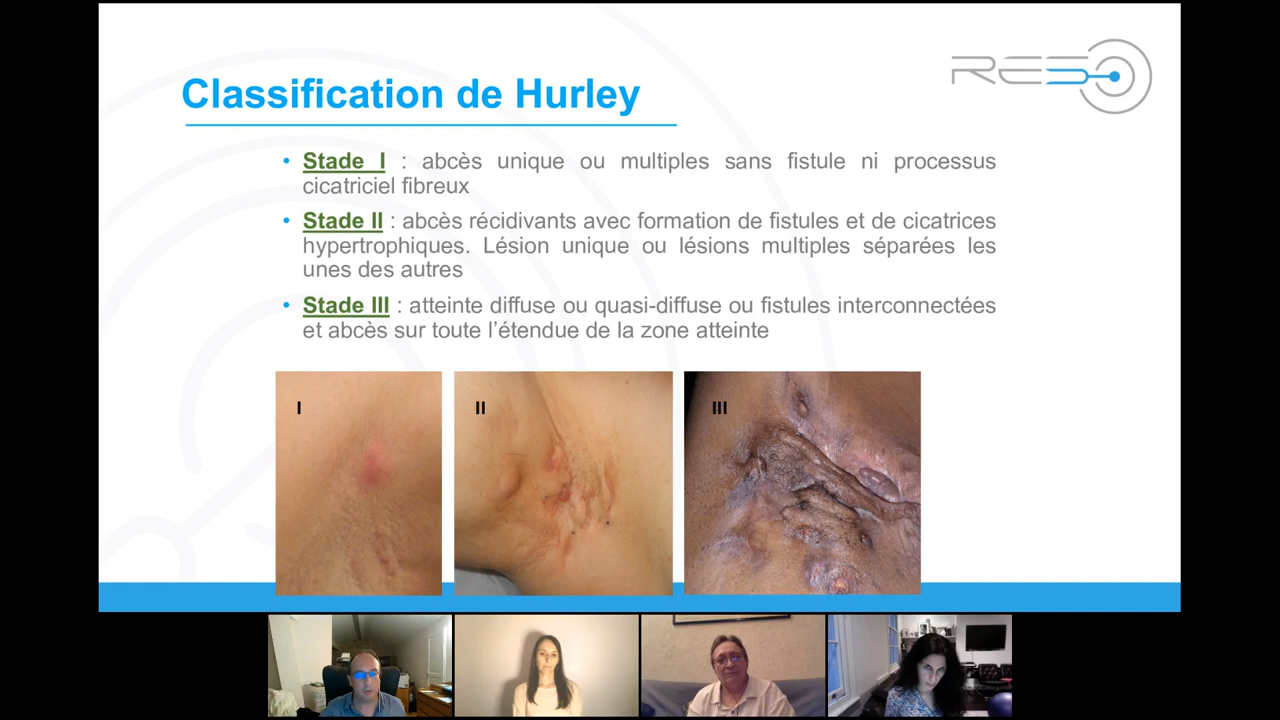 Classification de Hurley
RESO
• Stade I : abcès unique ou multiples sans fistule ni processus
cicatriciel fibreux
• Stade II : abcès récidivants avec formation de fistules et de cicatrices
hypertrophiques. Lésion unique ou lésions multiples séparées les
unes des autres
• Stade III : atteinte diffuse ou quasi-diffuse ou fistules interconnectées
et abcès sur toute l’étendue de la zone atteinte
I
II
III